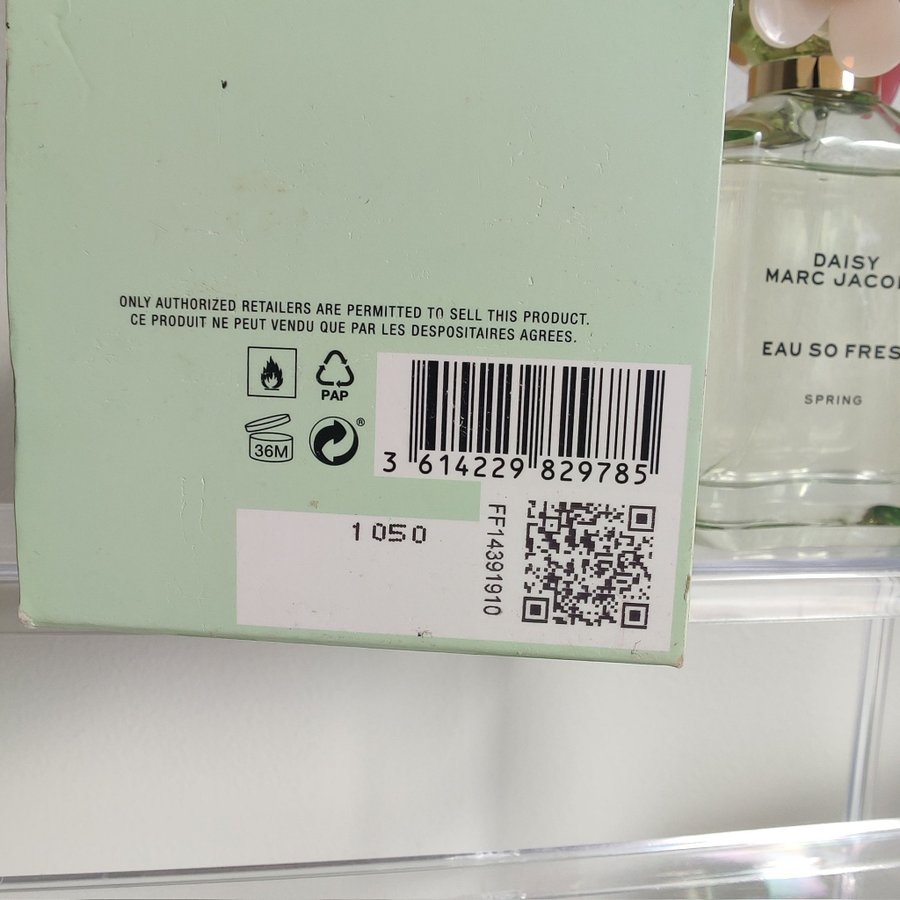 ONLY AUTHORIZED RETAILERS ARE PERMITTED TO SELL THIS PRODUCT.
CE PRODUIT NE PEUT VENDU QUE PAR LES DESPOSITAIRES AGREES.
PAP
36M
®
3 614229 829785
1050
FF14391910
DAISY
MARC JACO
EAU SO FRES
SPRING